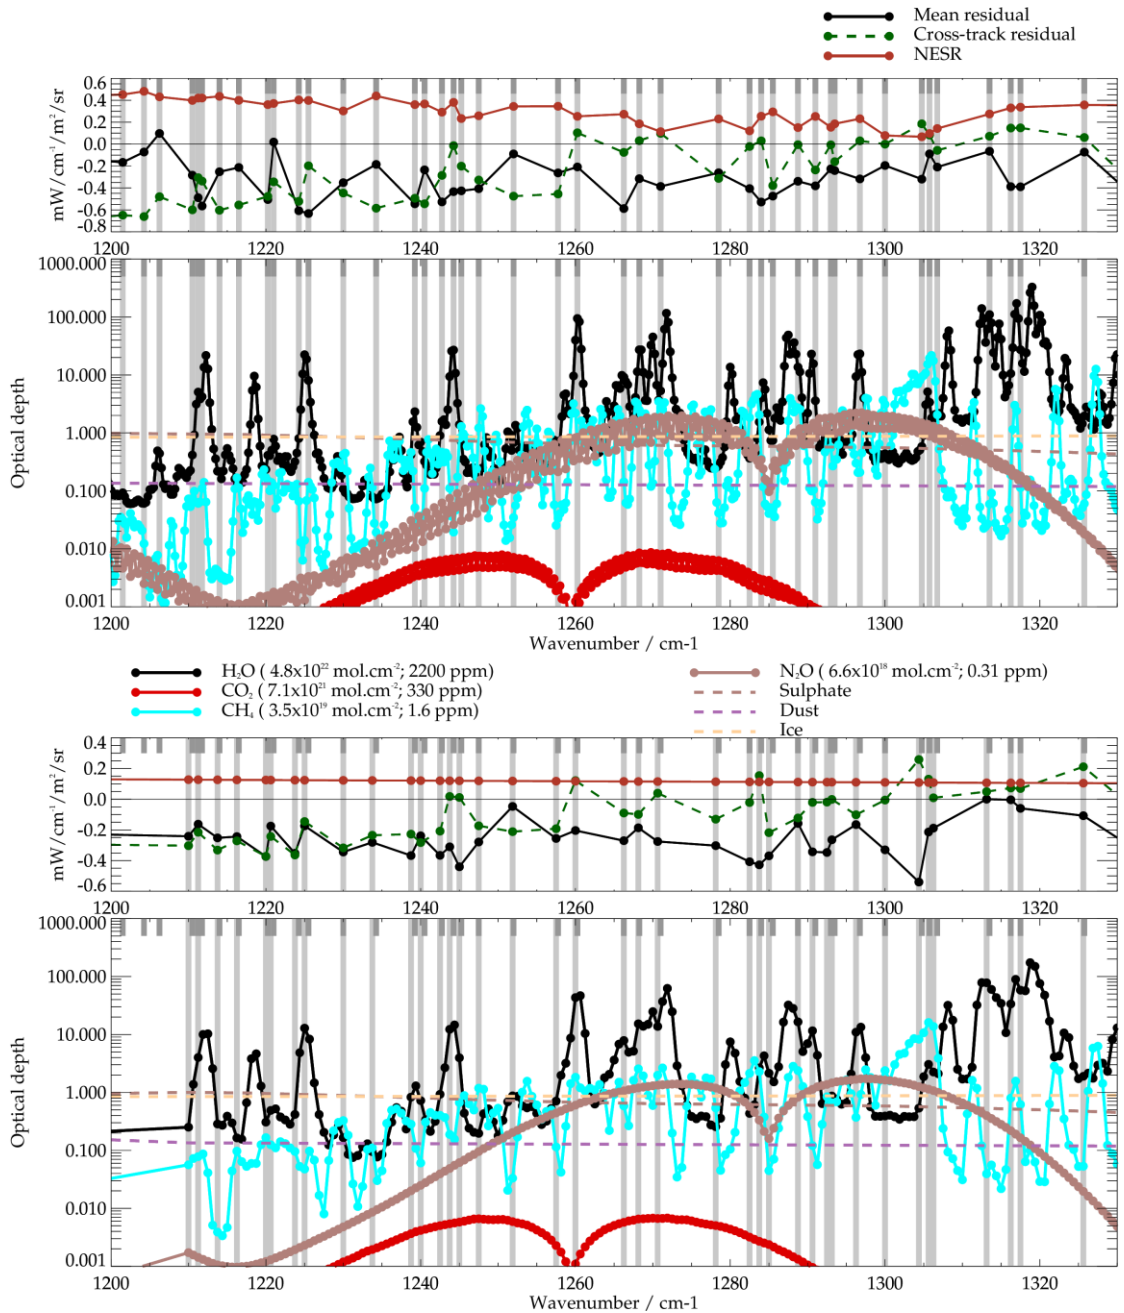 Mean residual
Cross-track residual
NESR
0.6
0.4
0.2
0.0
-0.2
-0.4
-0.6
-0.8
mW/cm⁻¹/m²/sr
1200 1220 1240 1260 1280 1300 1320
1000.000
100.000
10.000
1.000
0.100
0.010
0.001
Optical depth
1200 1220 1240 1260 1280 1300 1320
Wavenumber / cm-1
H₂O ( 4.8x10²² mol.cm⁻²; 2200 ppm)
CO₂ ( 7.1x10²¹ mol.cm⁻²; 330 ppm)
CH₄ ( 3.5x10¹⁹ mol.cm⁻²; 1.6 ppm)
N₂O ( 6.6x10¹⁸ mol.cm⁻²; 0.31 ppm)
Sulphate
Dust
Ice
0.4
0.2
0.0
-0.2
-0.4
-0.6
mW/cm⁻¹/m²/sr
1200 1220 1240 1260 1280 1300 1320
1000.000
100.000
10.000
1.000
0.100
0.010
0.001
Optical depth
1200 1220 1240 1260 1280 1300 1320
Wavenumber / cm-1